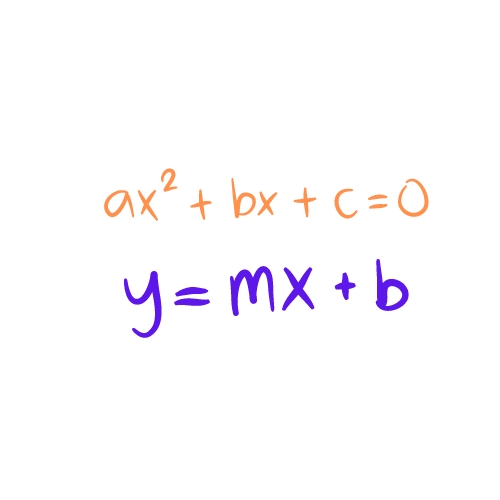 ax² + bx + c = 0
y = mx + b